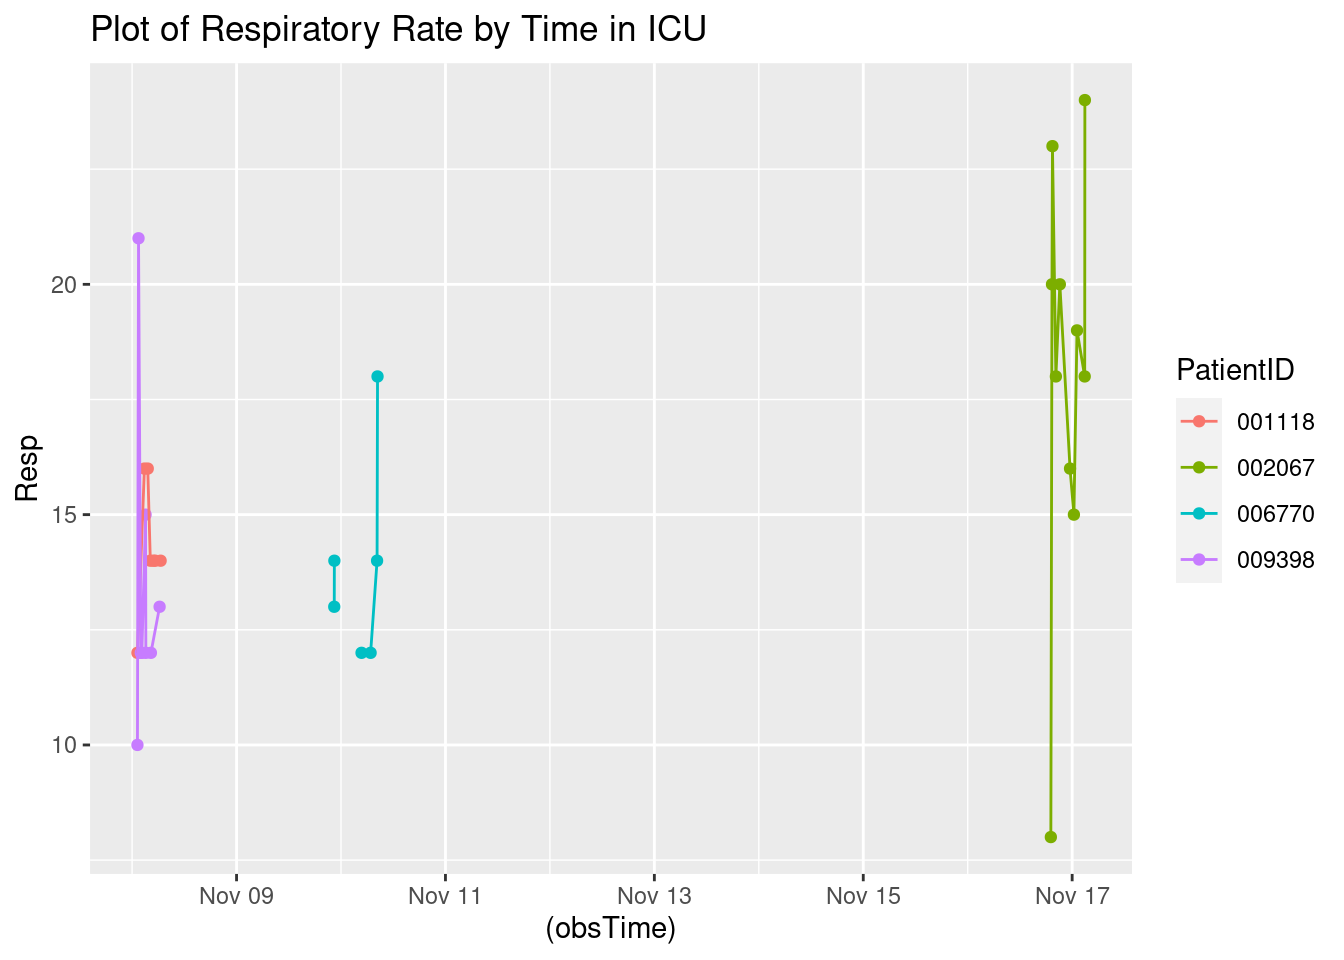 Plot of Respiratory Rate by Time in ICU
Resp
20
15
10
Nov 09
Nov 11
Nov 13
Nov 15
Nov 17
(obsTime)
PatientID
001118
002067
006770
009398